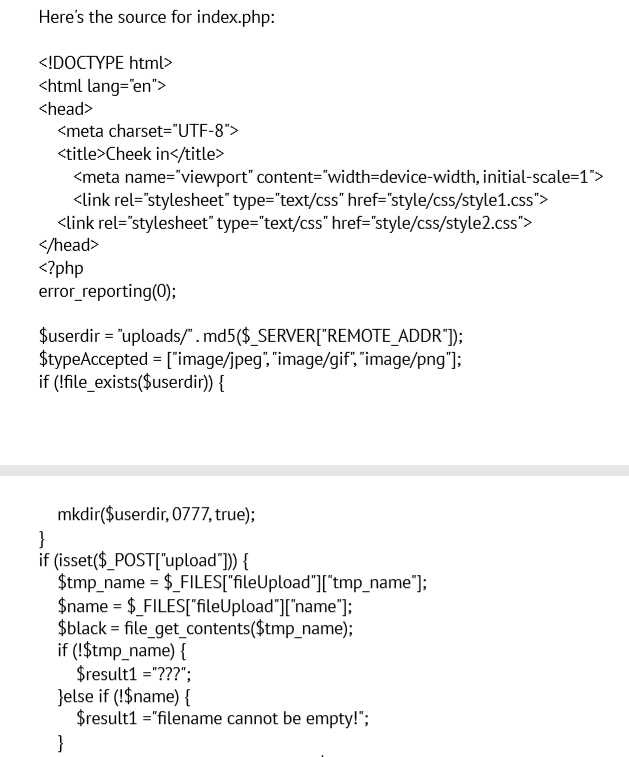 Here's the source for index.php:
<!DOCTYPE html>
<html lang="en">
<head>
<meta charset="UTF-8">
<title>Cheek in</title>
<meta name="viewport" content="width=device-width, initial-scale=1">
<link rel="stylesheet" type="text/css" href="style/css/style1.css">
<link rel="stylesheet" type="text/css" href="style/css/style2.css">
</head>
<?php
error_reporting(0);
$userdir = "uploads/" . md5($_SERVER["REMOTE_ADDR"]);
$typeAccepted = ["image/jpeg", "image/gif", "image/png"];
if (!file_exists($userdir)) {
mkdir($userdir, 0777, true);
}
if (isset($_POST["upload"])) {
$tmp_name = $_FILES["fileUpload"]["tmp_name"];
$name = $_FILES["fileUpload"]["name"];
$black = file_get_contents($tmp_name);
if (!$tmp_name) {
$result1 ="???";
}else if (!$name) {
$result1 ="filename cannot be empty!";
}